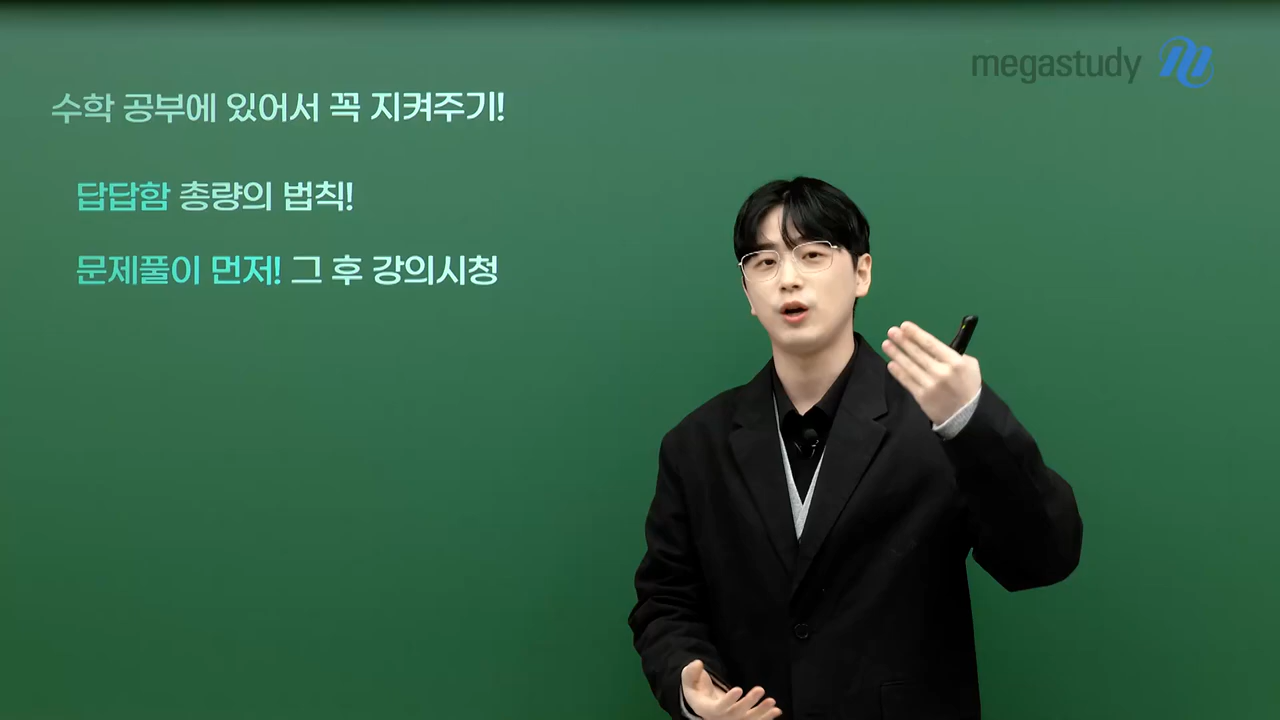 megastudy
수학 공부에 있어서 꼭 지켜주기!
답답함 총량의 법칙!
문제풀이 먼저! 그 후 강의시청